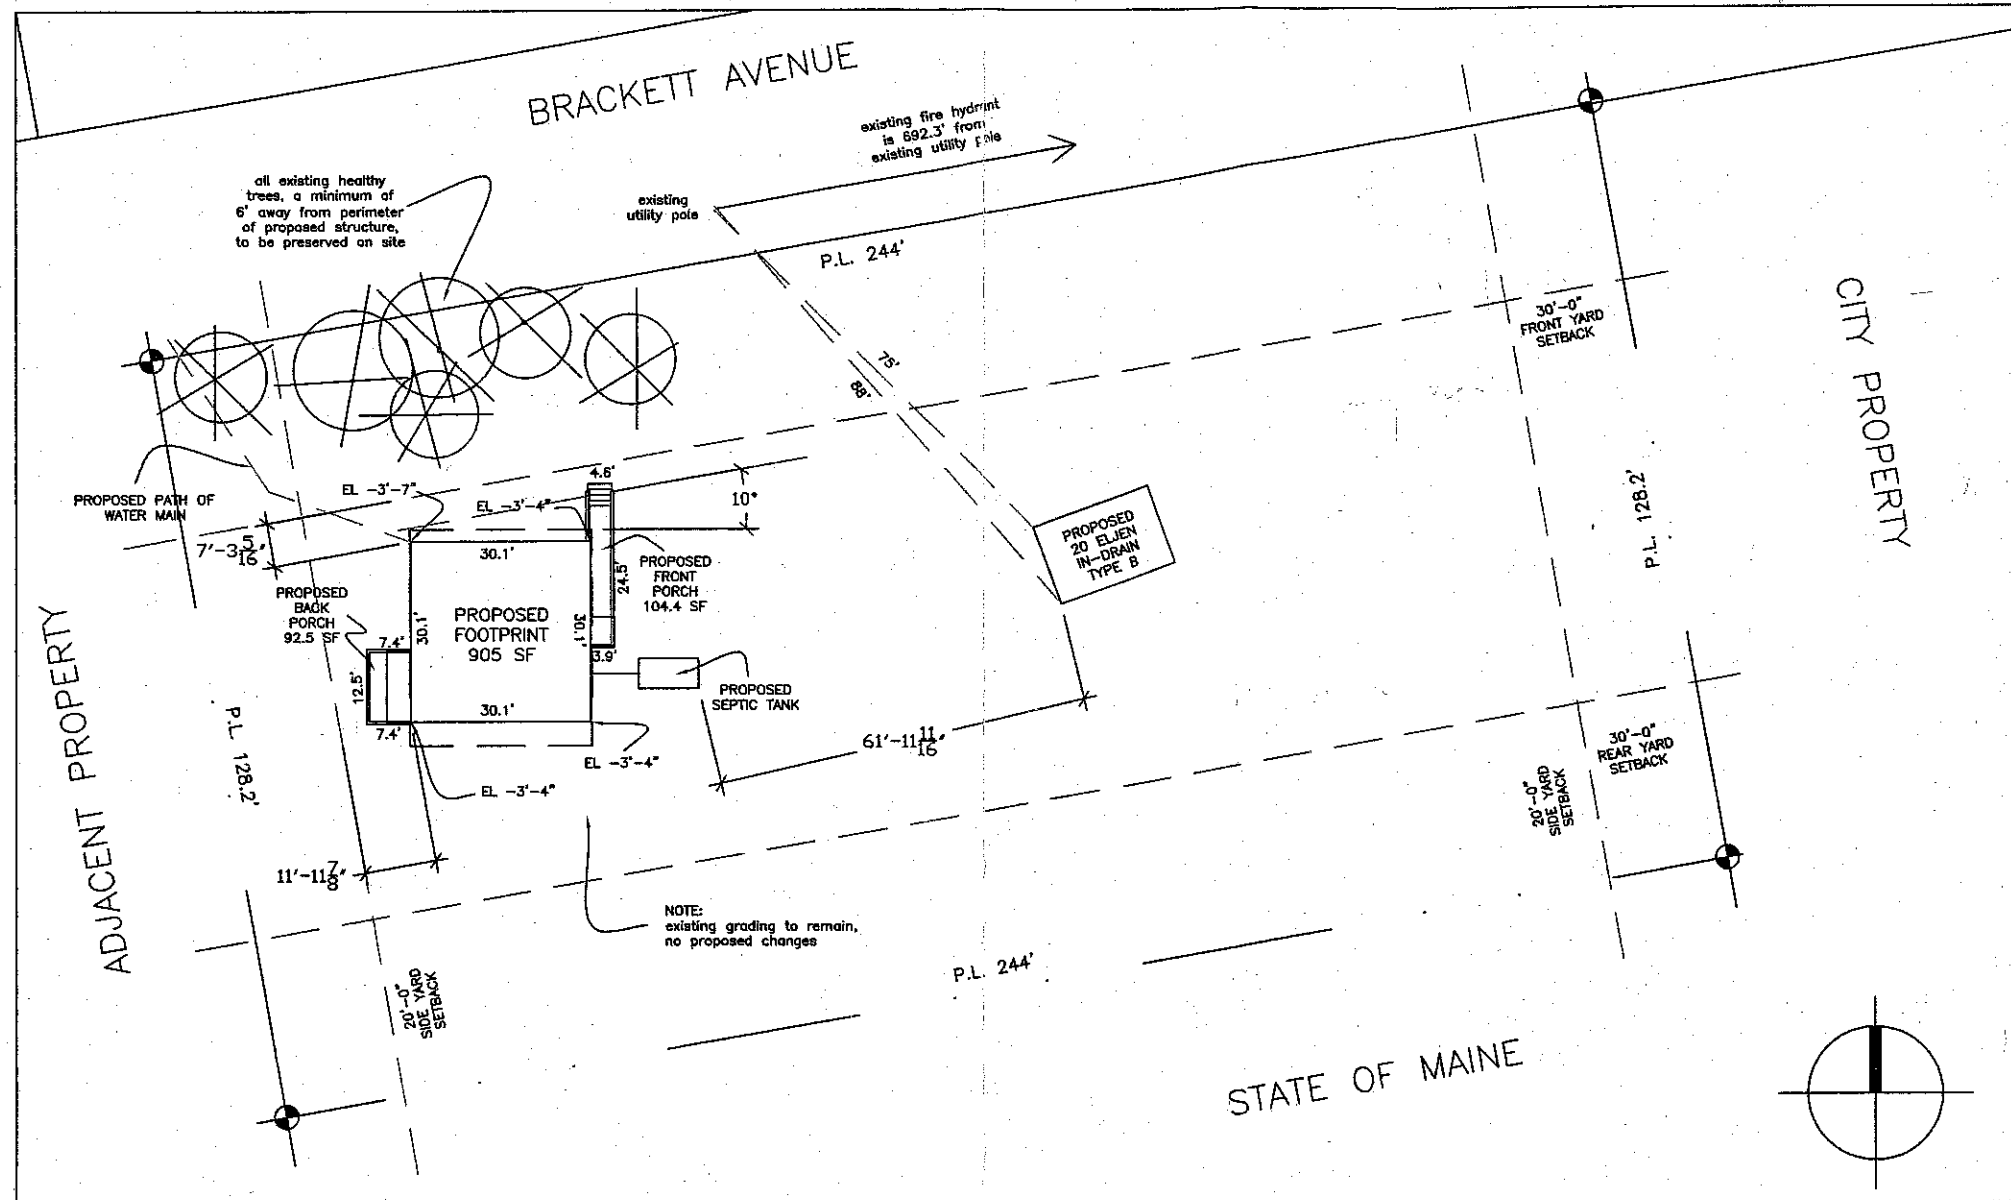 BRACKETT AVENUE
existing fire hydrant
is 692.3' from
existing utility pole
all existing healthy
trees, a minimum of
6' away from perimeter
of proposed structure,
to be preserved on site
existing
utility pole
P.L. 244'
30'-0"
FRONT YARD
SETBACK
CITY PROPERTY
75'
88'
PROPOSED PATH OF
WATER MAIN
EL -3'-7"
EL -3'-4"
4.6'
10°
7'-3 5/16"
30.1'
PROPOSED
FRONT
PORCH
104.4 SF
24.5'
PROPOSED
20 ELJEN
IN-DRAIN
TYPE B
P.L. 128.2'
PROPOSED
BACK
PORCH
92.5 SF
30.1'
PROPOSED
FOOTPRINT
905 SF
30.1'
7.4'
3.9'
12.5'
PROPOSED
SEPTIC TANK
30.1'
7.4'
61'-11 11/16"
EL -3'-4"
EL -3'-4"
ADJACENT PROPERTY
P.L. 128.2'
30'-0"
REAR YARD
SETBACK
20'-0"
SIDE YARD
SETBACK
11'-11 7/8"
NOTE:
existing grading to remain,
no proposed changes
20'-0"
SIDE YARD
SETBACK
P.L. 244'
STATE OF MAINE